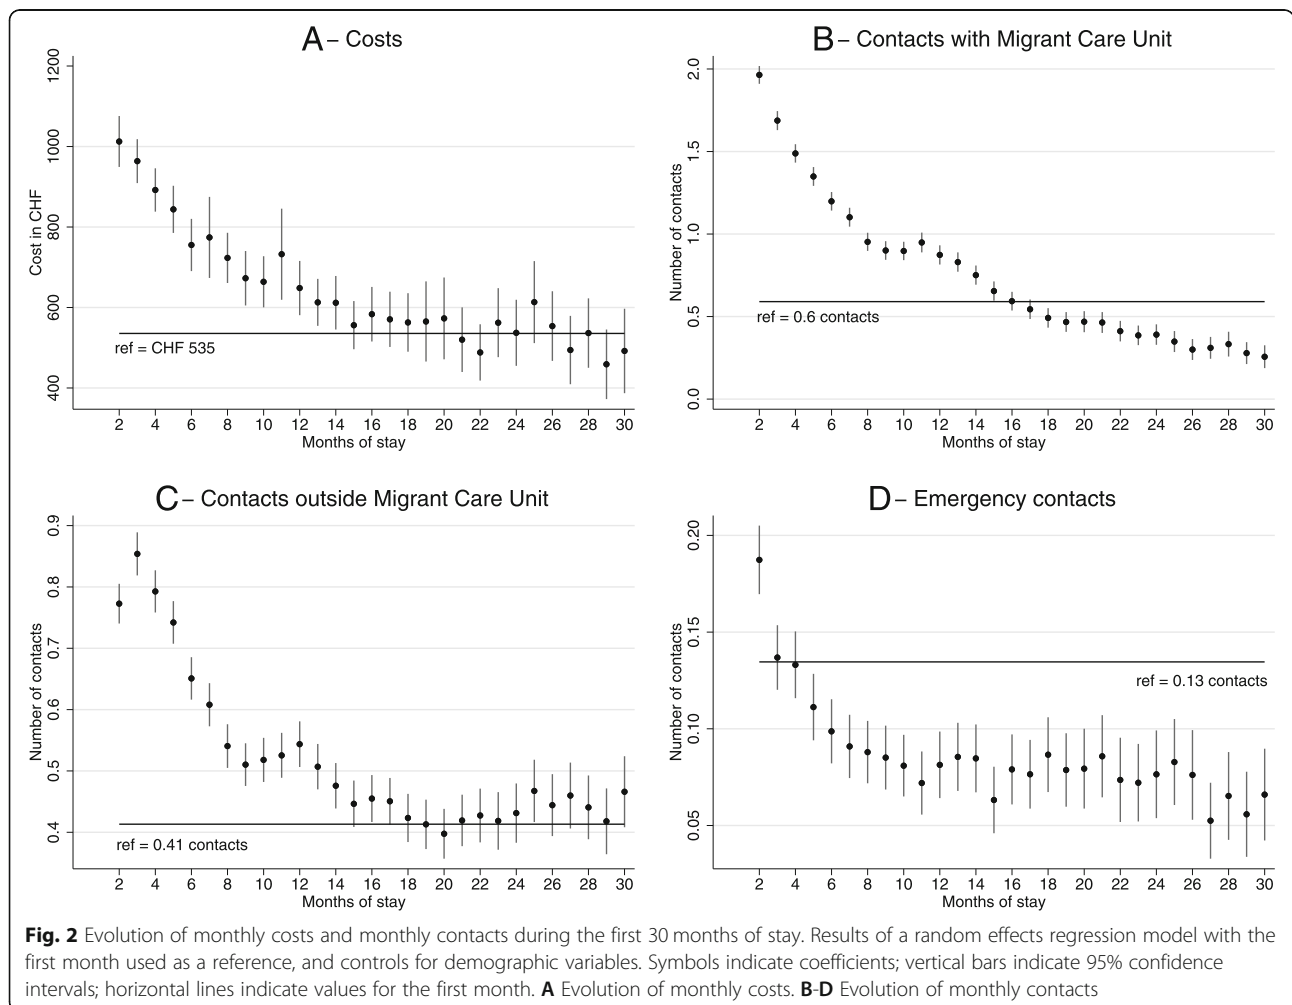 A – Costs
1200
1000
800
600
400
Cost in CHF
ref = CHF 535
2 4 6 8 10 12 14 16 18 20 22 24 26 28 30
Months of stay
B – Contacts with Migrant Care Unit
2.0
1.5
1.0
0.5
0.0
Number of contacts
ref = 0.6 contacts
2 4 6 8 10 12 14 16 18 20 22 24 26 28 30
Months of stay
C – Contacts outside Migrant Care Unit
0.9
0.8
0.7
0.6
0.5
0.4
Number of contacts
ref = 0.41 contacts
2 4 6 8 10 12 14 16 18 20 22 24 26 28 30
Months of stay
D – Emergency contacts
0.20
0.15
0.10
0.05
Number of contacts
ref = 0.13 contacts
2 4 6 8 10 12 14 16 18 20 22 24 26 28 30
Months of stay
Fig. 2 Evolution of monthly costs and monthly contacts during the first 30 months of stay. Results of a random effects regression model with the
first month used as a reference, and controls for demographic variables. Symbols indicate coefficients; vertical bars indicate 95% confidence
intervals; horizontal lines indicate values for the first month. A Evolution of monthly costs. B-D Evolution of monthly contacts